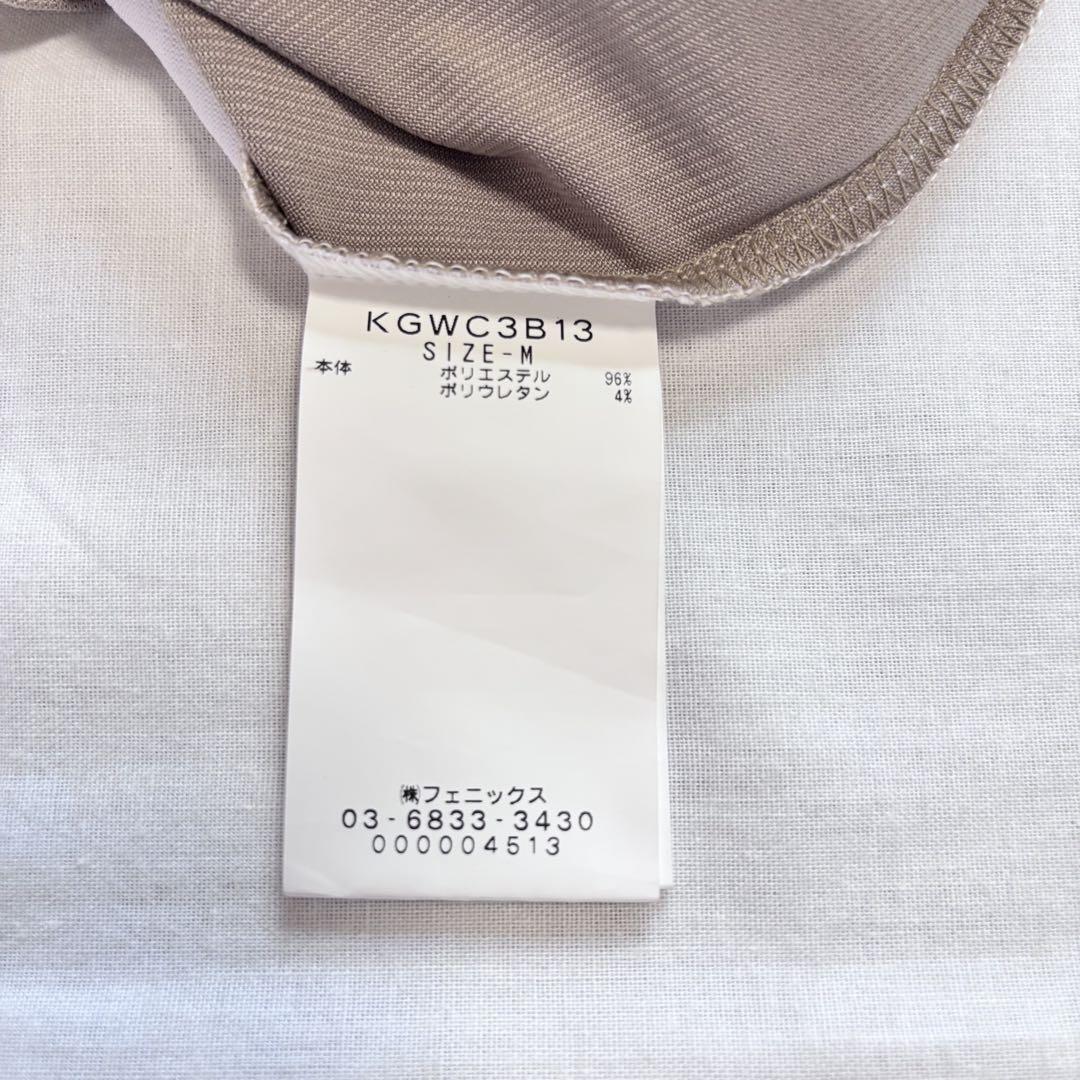 KGWC3B13
SIZE-M
本体 ポリエステル 96%
ポリウレタン 4%
㈱フェニックス
03-6833-3430
000004513